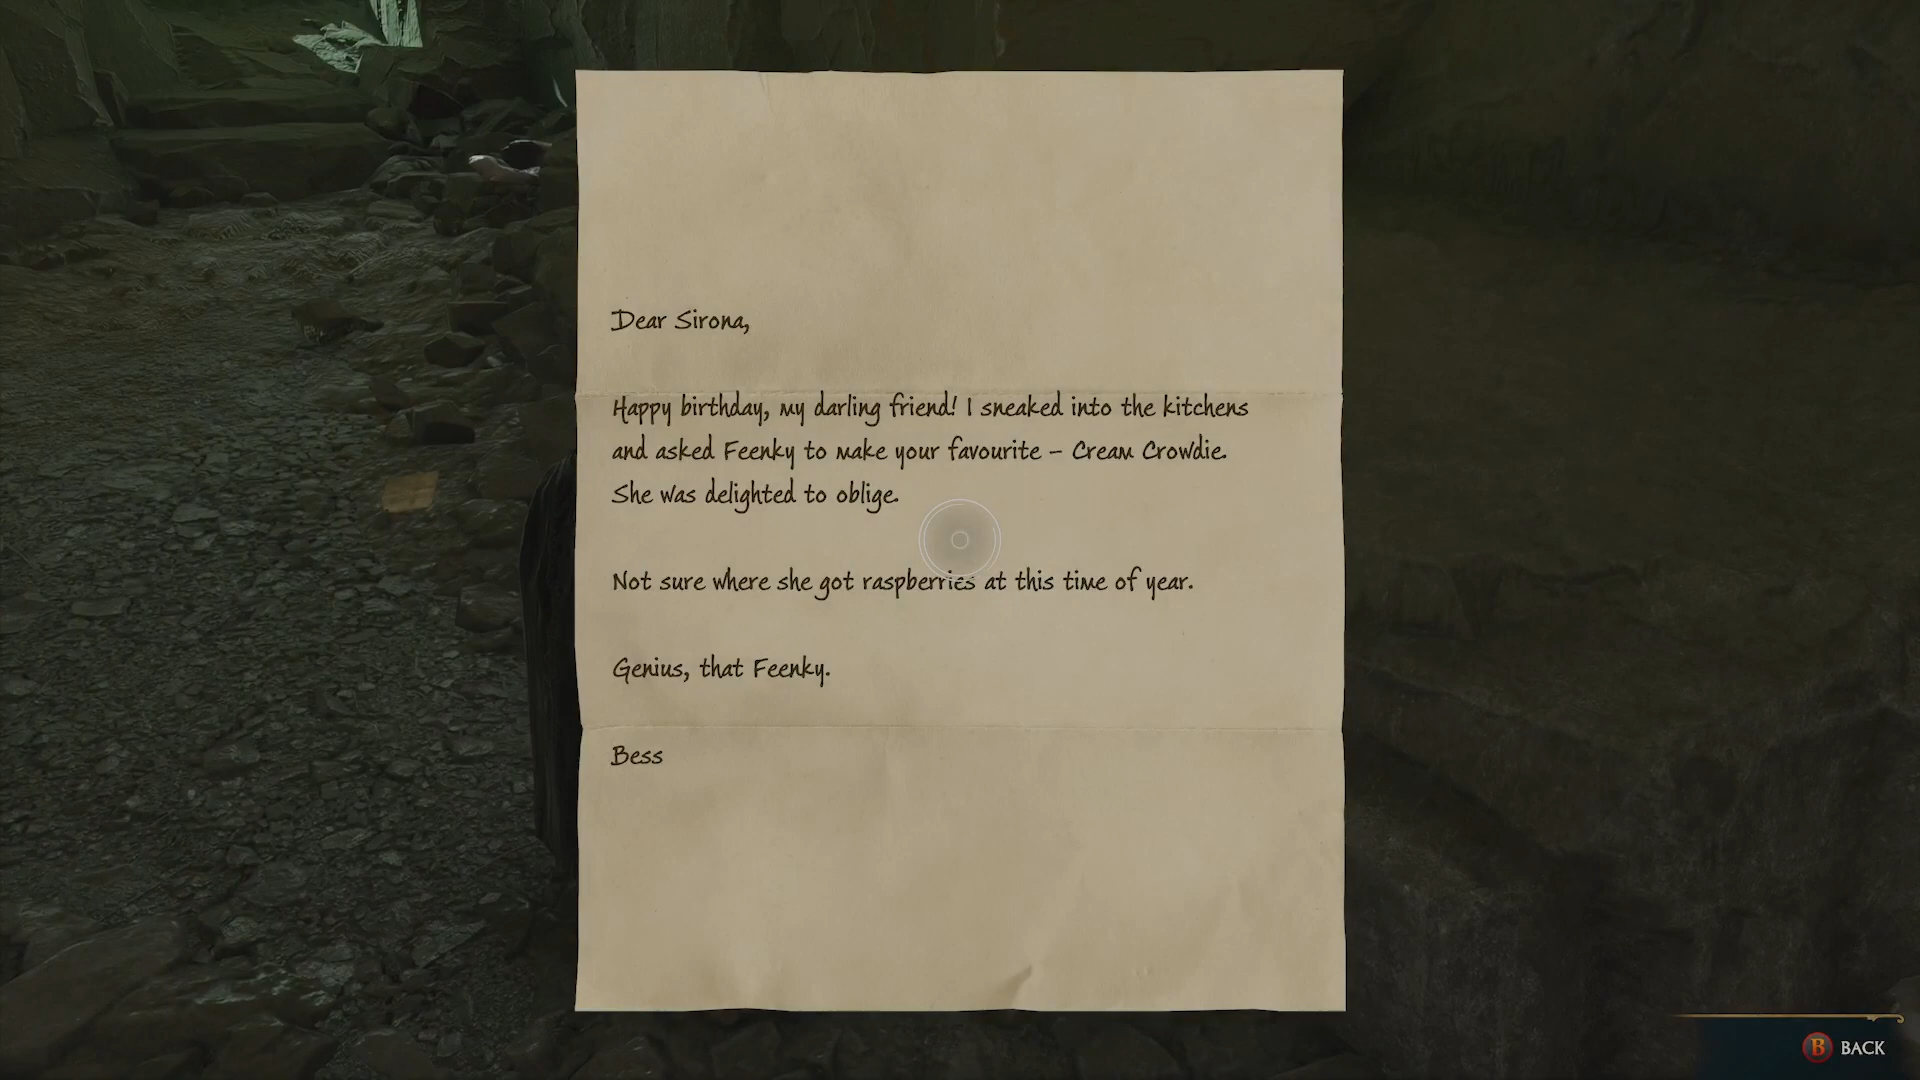 Dear Sirona,
Happy birthday, my darling friend! I sneaked into the kitchens
and asked Feenky to make your favourite – Cream Crowdie.
She was delighted to oblige.
Not sure where she got raspberries at this time of year.
Genius, that Feenky.
Bess
B BACK